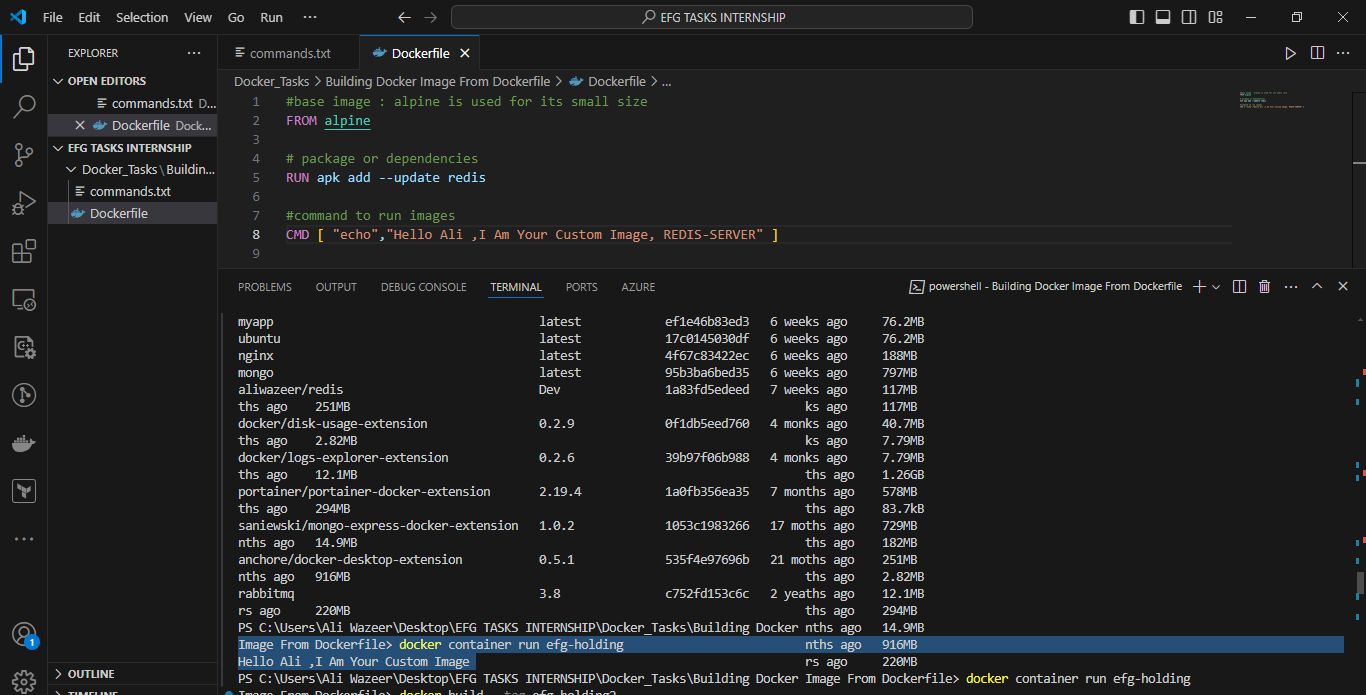 File Edit Selection View Go Run ··· EFG TASKS INTERNSHIP
EXPLORER ···
OPEN EDITORS
commands.txt D...
Dockerfile Dock...
EFG TASKS INTERNSHIP
Docker_Tasks \ Buildin...
commands.txt
Dockerfile
OUTLINE
TIMELINE
1
commands.txt Dockerfile
Docker_Tasks > Building Docker Image From Dockerfile > Dockerfile > ...
1 #base image : alpine is used for its small size
2 FROM alpine
3
4 # package or dependencies
5 RUN apk add --update redis
6
7 #command to run images
8 CMD [ "echo","Hello Ali ,I Am Your Custom Image, REDIS-SERVER" ]
9
PROBLEMS OUTPUT DEBUG CONSOLE TERMINAL PORTS AZURE powershell - Building Docker Image From Dockerfile
myapp latest ef1e46b83ed3 6 weeks ago 76.2MB
ubuntu latest 17c0145030df 6 weeks ago 76.2MB
nginx latest 4f67c83422ec 6 weeks ago 188MB
mongo latest 95b3ba6bed35 6 weeks ago 797MB
aliwazeer/redis Dev 1a83fd5edeed 7 weeks ago 117MB
ths ago 251MB ks ago 117MB
docker/disk-usage-extension 0.2.9 0f1db5eed760 4 monks ago 40.7MB
ths ago 2.82MB ks ago 7.79MB
docker/logs-explorer-extension 0.2.6 39b97f06b988 4 monks ago 7.79MB
ths ago 12.1MB ths ago 1.26GB
portainer/portainer-docker-extension 2.19.4 1a0fb356ea35 7 months ago 578MB
ths ago 294MB ths ago 83.7kB
saniewski/mongo-express-docker-extension 1.0.2 1053c1983266 17 moths ago 729MB
nths ago 14.9MB ths ago 182MB
anchore/docker-desktop-extension 0.5.1 535f4e97696b 21 moths ago 251MB
nths ago 916MB ths ago 2.82MB
rabbitmq 3.8 c752fd153c6c 2 yeaths ago 12.1MB
rs ago 220MB ths ago 294MB
PS C:\Users\Ali Wazeer\Desktop\EFG TASKS INTERNSHIP\Docker_Tasks\Building Docker nths ago 14.9MB
Image From Dockerfile> docker container run efg-holding nths ago 916MB
Hello Ali ,I Am Your Custom Image rs ago 220MB
PS C:\Users\Ali Wazeer\Desktop\EFG TASKS INTERNSHIP\Docker_Tasks\Building Docker Image From Dockerfile> docker container run efg-holding
Image From Dockerfile> docker build --tag efg-holding2